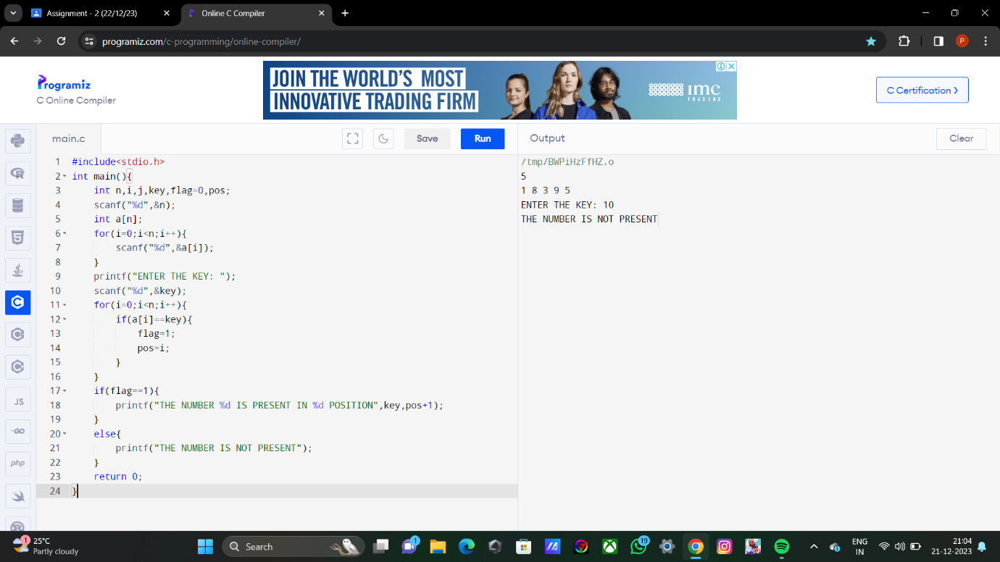 Assignment - 2 (22/12/23)
Online C Compiler
programiz.com/c-programming/online-compiler/
P
Programiz
C Online Compiler
JOIN THE WORLD'S MOST
INNOVATIVE TRADING FIRM
imc
TRADING
C Certification
main.c
Save
Run
Output
Clear
1 #include<stdio.h>
2 int main(){
3 int n,i,j,key,flag=0,pos;
4 scanf("%d",&n);
5 int a[n];
6 for(i=0;i<n;i++){
7 scanf("%d",&a[i]);
8 }
9 printf("ENTER THE KEY: ");
10 scanf("%d",&key);
11 for(i=0;i<n;i++){
12 if(a[i]==key){
13 flag=1;
14 pos=i;
15 }
16 }
17 if(flag==1){
18 printf("THE NUMBER %d IS PRESENT IN %d POSITION",key,pos+1);
19 }
20 else{
21 printf("THE NUMBER IS NOT PRESENT");
22 }
23 return 0;
24 }
/tmp/BWPiHzFfHZ.o
5
1 8 3 9 5
ENTER THE KEY: 10
THE NUMBER IS NOT PRESENT
JS
GO
php
1
25°C
Partly cloudy
Search
1
19
ENG
IN
21:04
21-12-2023